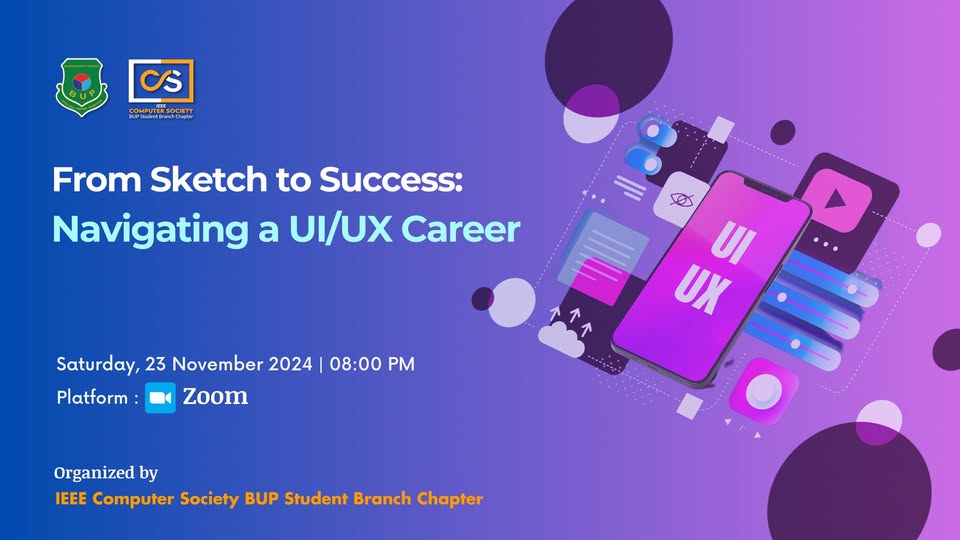 BUP
CS
IEEE
COMPUTER SOCIETY
BUP Student Branch Chapter
From Sketch to Success:
Navigating a UI/UX Career
UI
UX
Saturday, 23 November 2024 | 08:00 PM
Platform : Zoom
Organized by
IEEE Computer Society BUP Student Branch Chapter